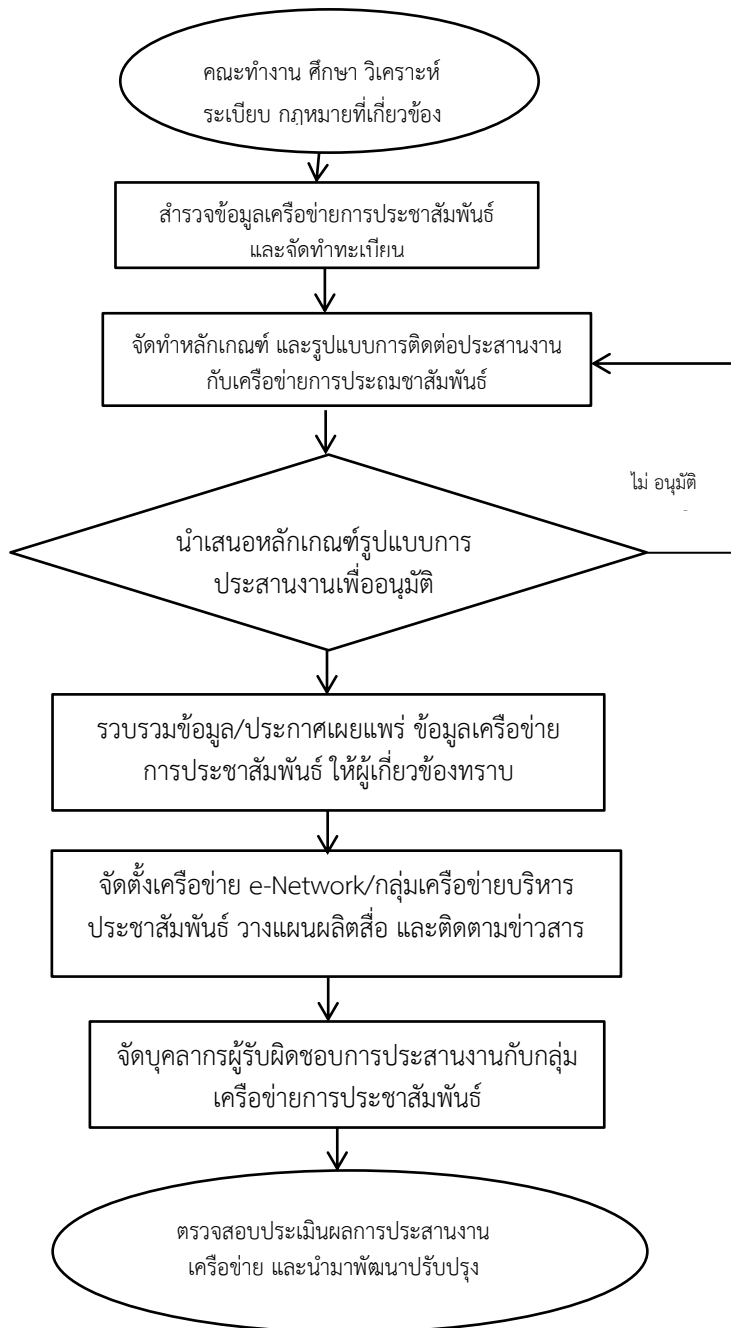 คณะทำงาน ศึกษา วิเคราะห์
ระเบียบ กฎหมายที่เกี่ยวข้อง
สำรวจข้อมูลเครือข่ายการประชาสัมพันธ์
และจัดทำทะเบียน
จัดทำหลักเกณฑ์ และรูปแบบการติดต่อประสานงาน
กับเครือข่ายการประถมชาสัมพันธ์
ไม่ อนุมัติ
นำเสนอหลักเกณฑ์รูปแบบการ
ประสานงานเพื่ออนุมัติ
รวบรวมข้อมูล/ประกาศเผยแพร่ ข้อมูลเครือข่าย
การประชาสัมพันธ์ ให้ผู้เกี่ยวข้องทราบ
จัดตั้งเครือข่าย e-Network/กลุ่มเครือข่ายบริหาร
ประชาสัมพันธ์ วางแผนผลิตสื่อ และติดตามข่าวสาร
จัดบุคลากรผู้รับผิดชอบการประสานงานกับกลุ่ม
เครือข่ายการประชาสัมพันธ์
ตรวจสอบประเมินผลการประสานงาน
เครือข่าย และนำมาพัฒนาปรับปรุง